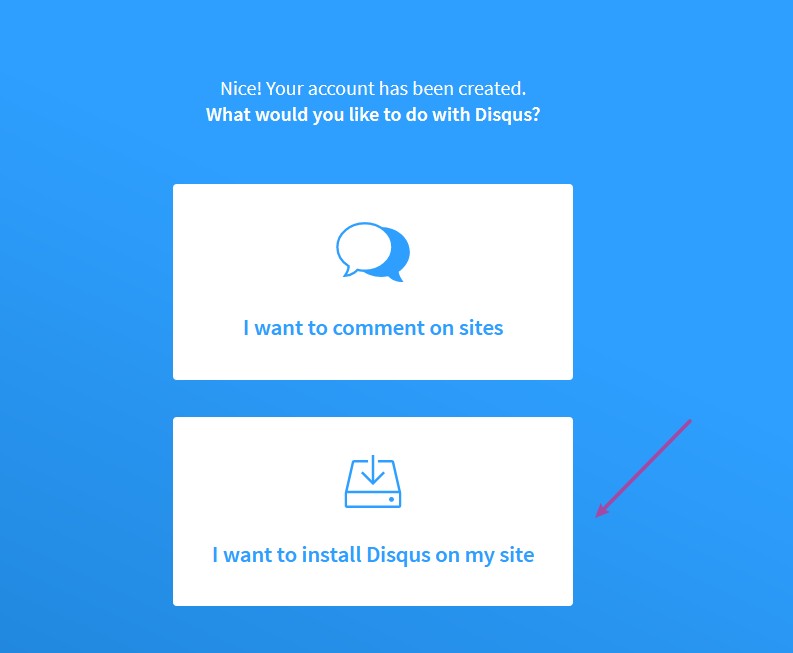 Nice! Your account has been created.
What would you like to do with Disqus?
I want to comment on sites
I want to install Disqus on my site